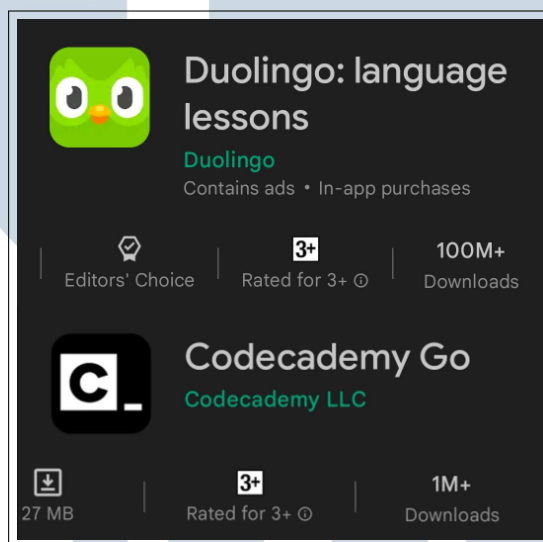 Duolingo: language
lessons
Duolingo
Contains ads • In-app purchases
3+
100M+
Editors' Choice
Rated for 3+
Downloads
C_
Codecademy Go
Codecademy LLC
3+
1M+
27 MB
Rated for 3+
Downloads